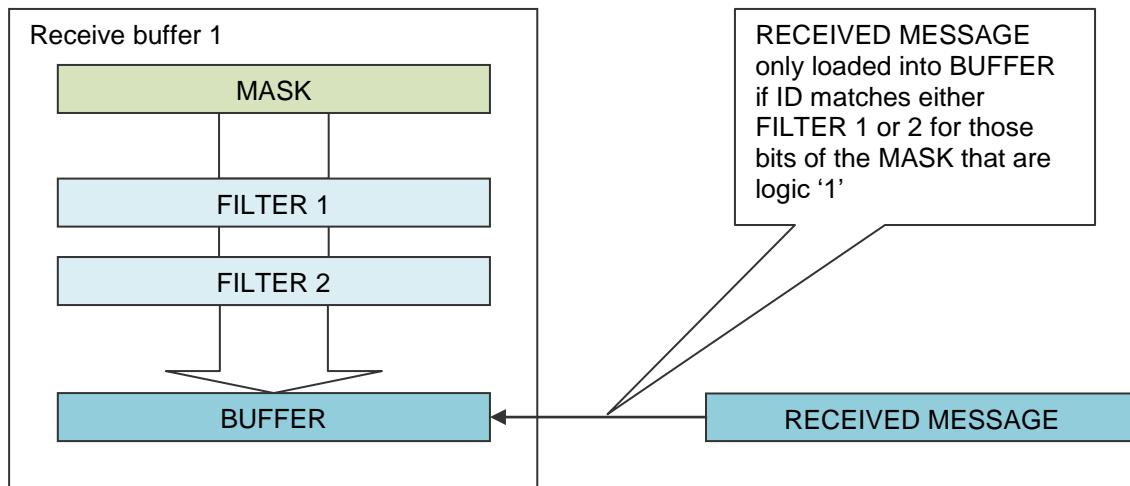 Receive buffer 1
MASK
FILTER 1
FILTER 2
BUFFER
RECEIVED MESSAGE
only loaded into BUFFER
if ID matches either
FILTER 1 or 2 for those
bits of the MASK that are
logic ‘1’
RECEIVED MESSAGE